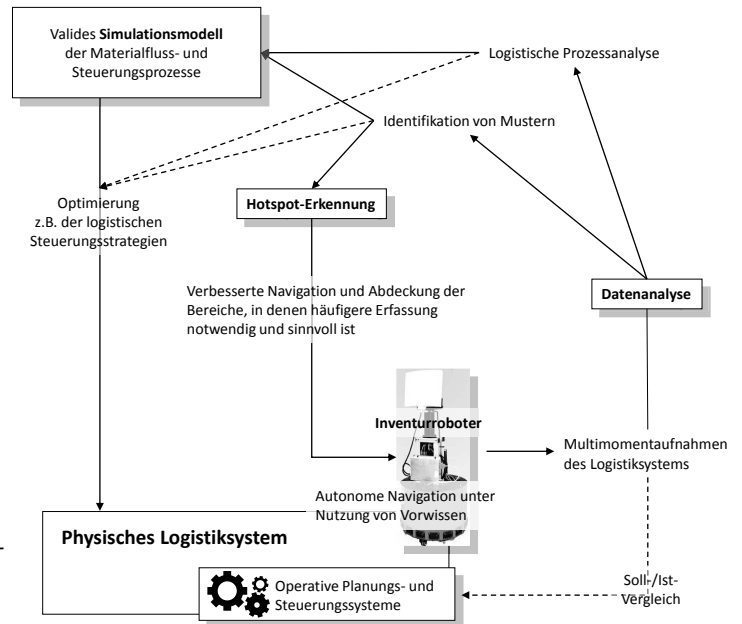 Valides Simulationsmodell
der Materialfluss- und
Steuerungsprozesse
Logistische Prozessanalyse
Identifikation von Mustern
Optimierung
z.B. der logistischen
Steuerungsstrategien
Hotspot-Erkennung
Verbesserte Navigation und Abdeckung der
Bereiche, in denen häufigere Erfassung
notwendig und sinnvoll ist
Datenanalyse
Inventurroboter
Multimomentaufnahmen
des Logistiksystems
Autonome Navigation unter
Nutzung von Vorwissen
Physisches Logistiksystem
Operative Planungs- und
Steuerungssysteme
Soll-/Ist-
Vergleich